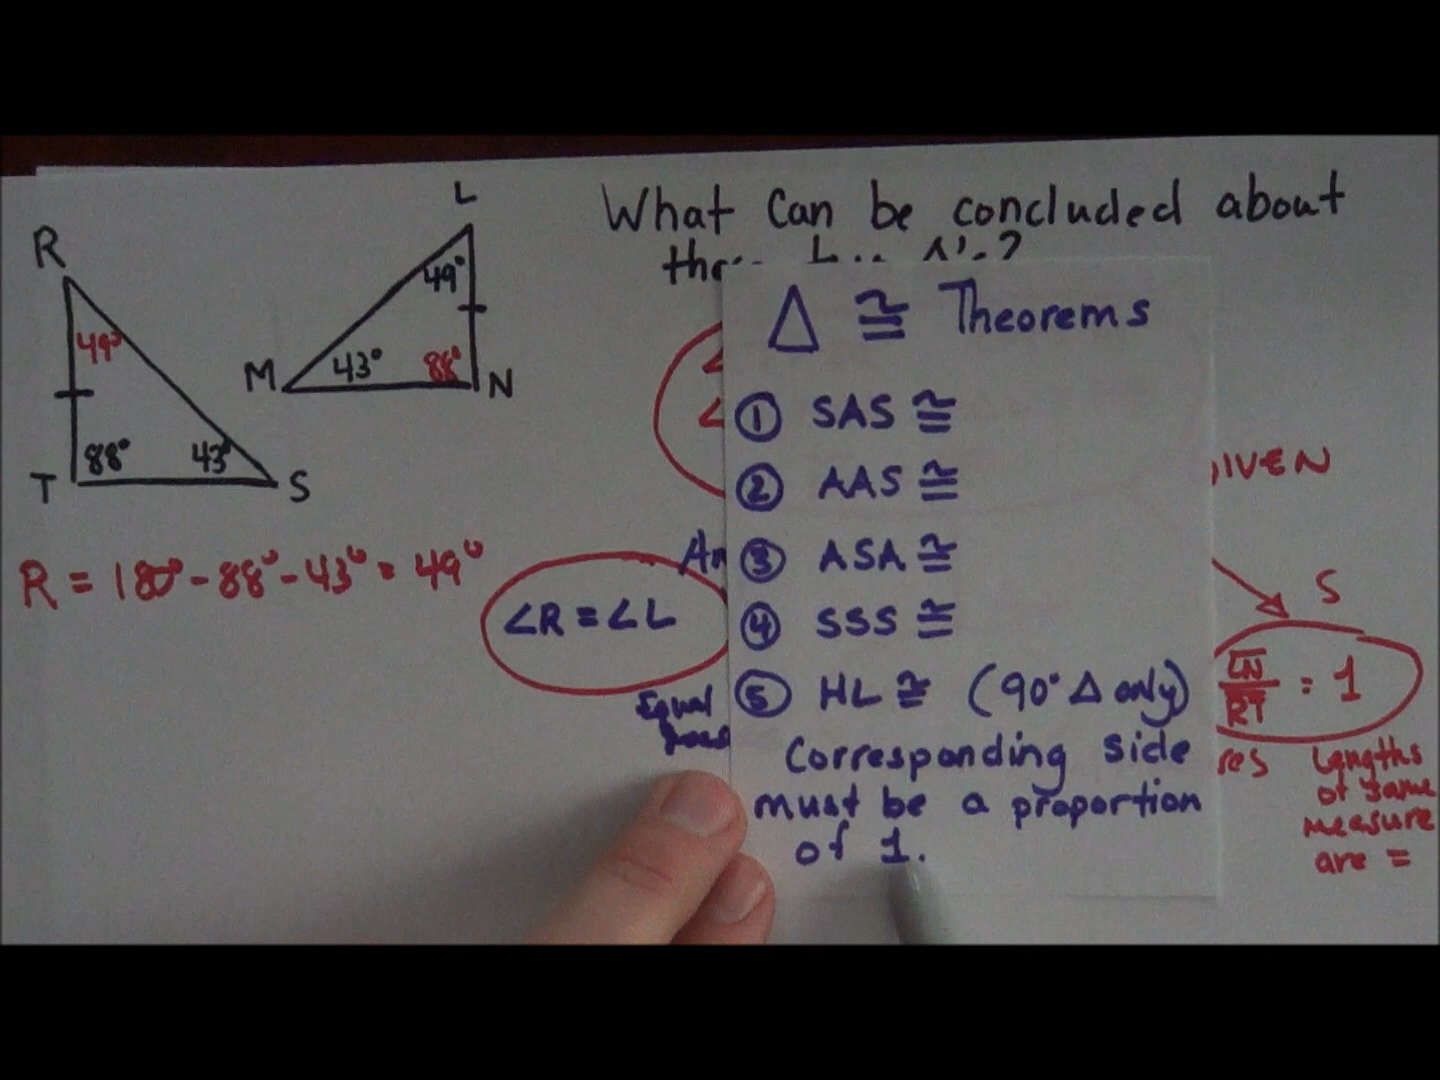 What Can be concluded about
R
L
49°
49°
M
43°
88°
N
T
88°
43°
S
R = 180° - 88° - 43° = 49°
∠R = ∠L
Equal
△ ≅ Theorems
① SAS ≅
② AAS ≅
③ ASA ≅
④ SSS ≅
⑤ HL ≅ (90° △ only)
Corresponding Side
must be a proportion
of 1.
S
LN/RT = 1
Lengths
of same
measure
are =